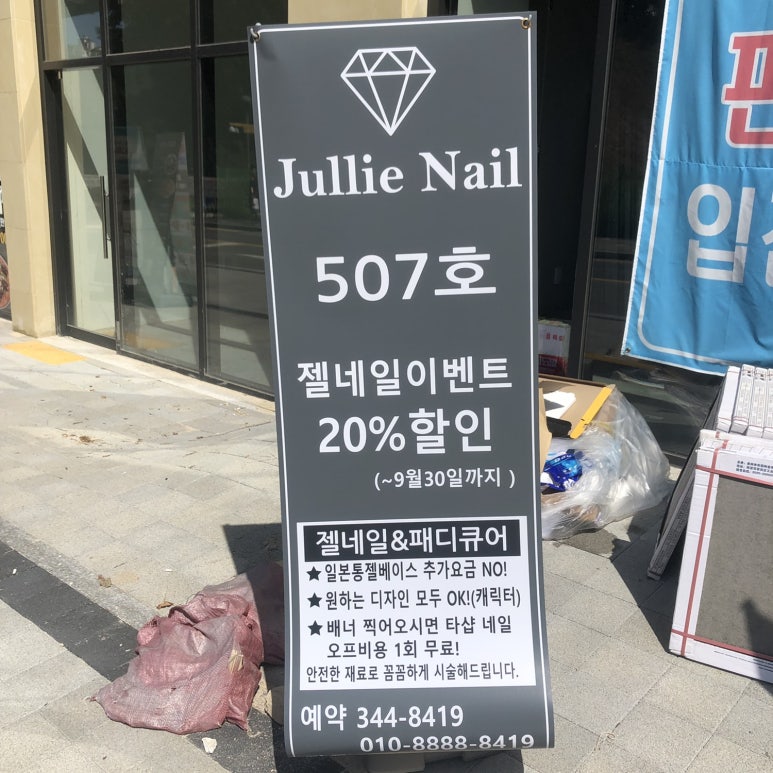 Jullie Nail
507호
젤네일이벤트
20%할인
(~9월30일까지 )
젤네일&패디큐어
★일본통젤베이스 추가요금 NO!
★원하는 디자인 모두 OK!(캐릭터)
★배너 찍어오시면 타샵 네일
오프비용 1회 무료!
안전한 재료로 꼼꼼하게 시술해드립니다.
예약 344-8419
010-8888-8419